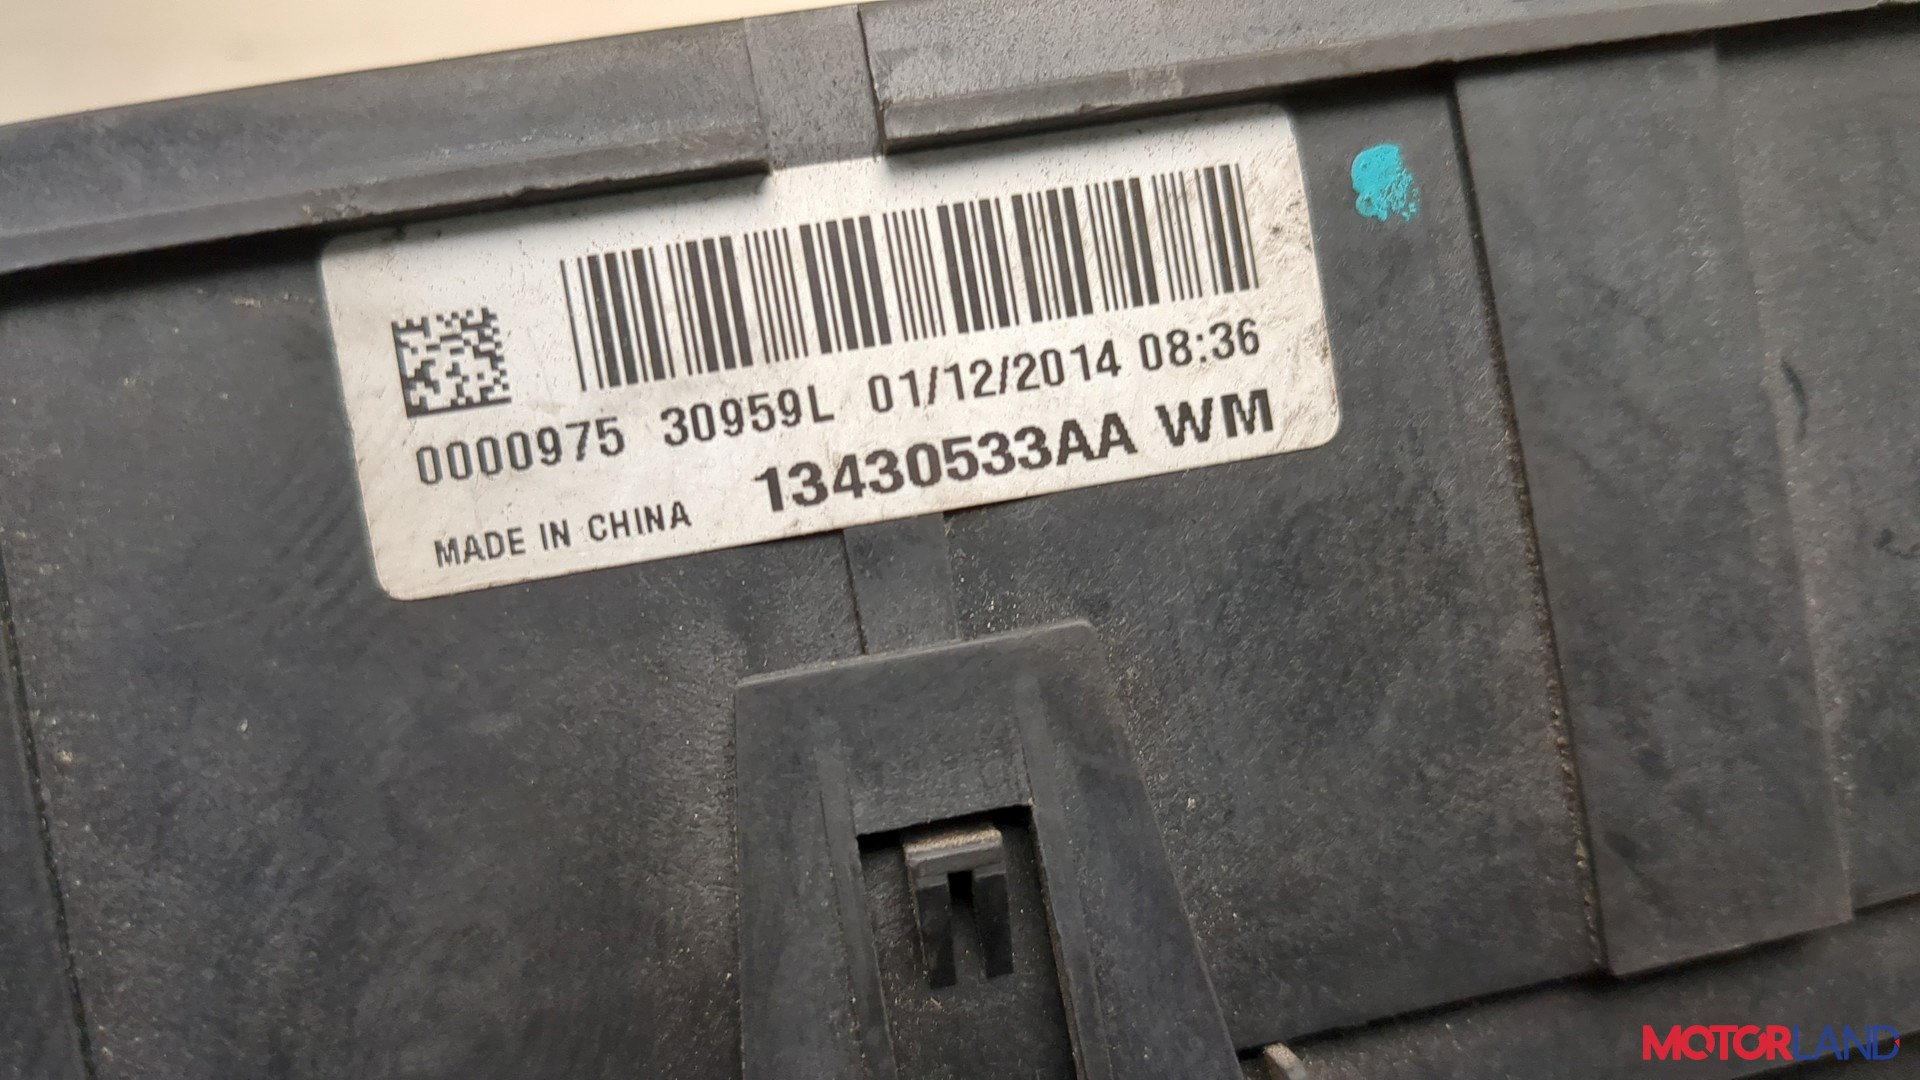 0000975 30959L 01/12/2014 08:36
MADE IN CHINA 13430533AA WM
MOTORLAND